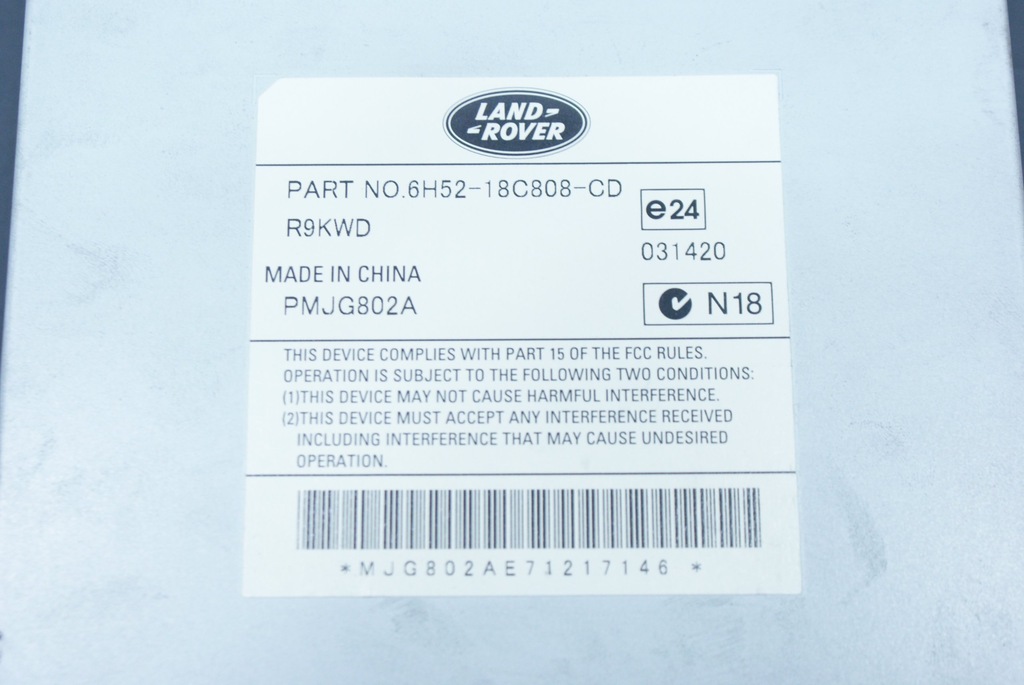 LAND
ROVER
PART NO.6H52-18C808-CD
R9KWD
e24
031420
MADE IN CHINA
PMJG802A
N18
THIS DEVICE COMPLIES WITH PART 15 OF THE FCC RULES.
OPERATION IS SUBJECT TO THE FOLLOWING TWO CONDITIONS:
(1)THIS DEVICE MAY NOT CAUSE HARMFUL INTERFERENCE.
(2)THIS DEVICE MUST ACCEPT ANY INTERFERENCE RECEIVED
INCLUDING INTERFERENCE THAT MAY CAUSE UNDESIRED
OPERATION.
*MJG802AE71217146 *